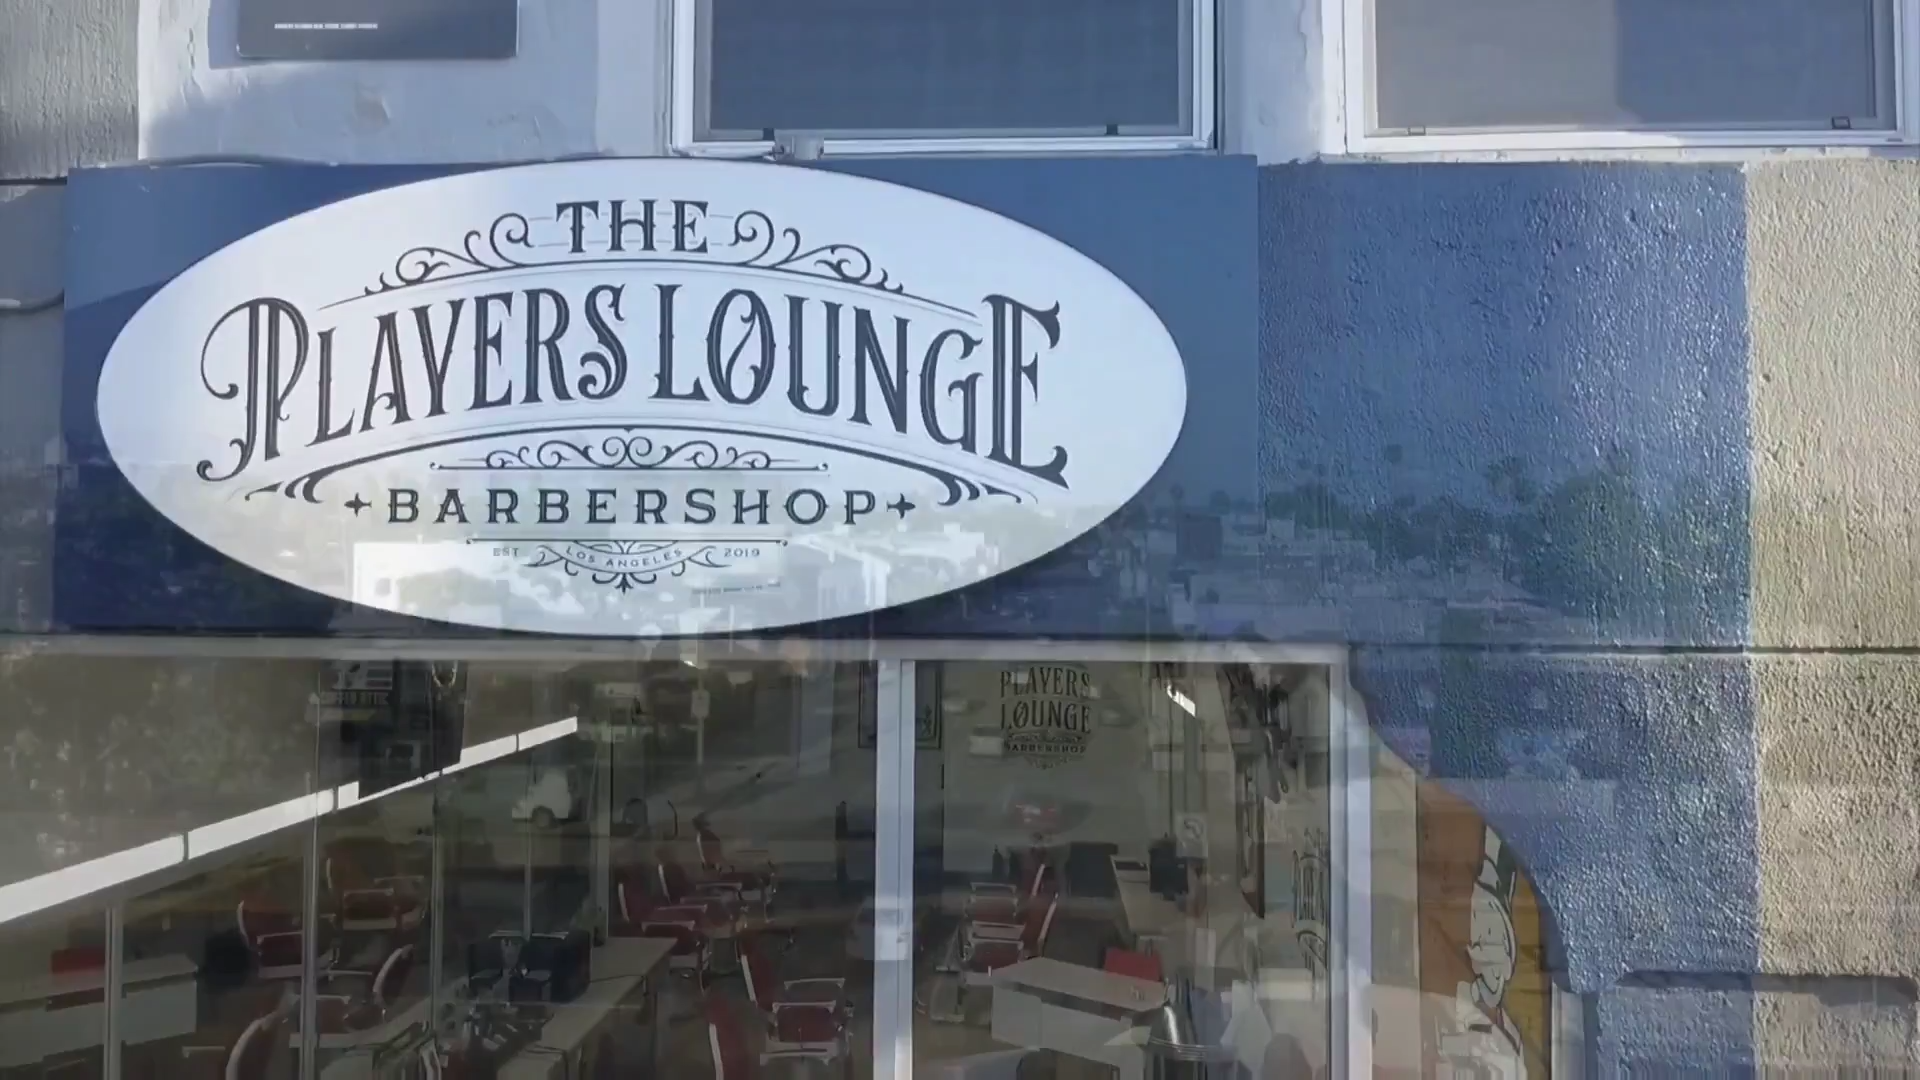 THE
PLAYERS LOUNGE
BARBERSHOP
EST LOS ANGELES 2019
PLAYERS
LOUNGE
BARBERSHOP